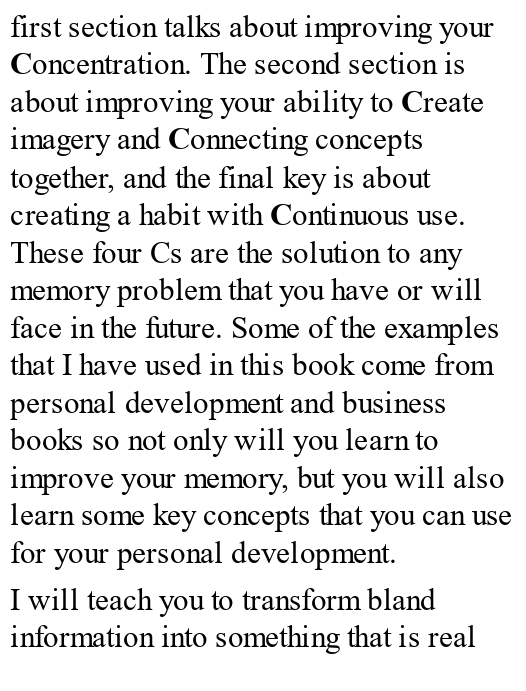 first section talks about improving your
Concentration. The second section is
about improving your ability to Create
imagery and Connecting concepts
together, and the final key is about
creating a habit with Continuous use.
These four Cs are the solution to any
memory problem that you have or will
face in the future. Some of the examples
that I have used in this book come from
personal development and business
books so not only will you learn to
improve your memory, but you will also
learn some key concepts that you can use
for your personal development.
I will teach you to transform bland
information into something that is real